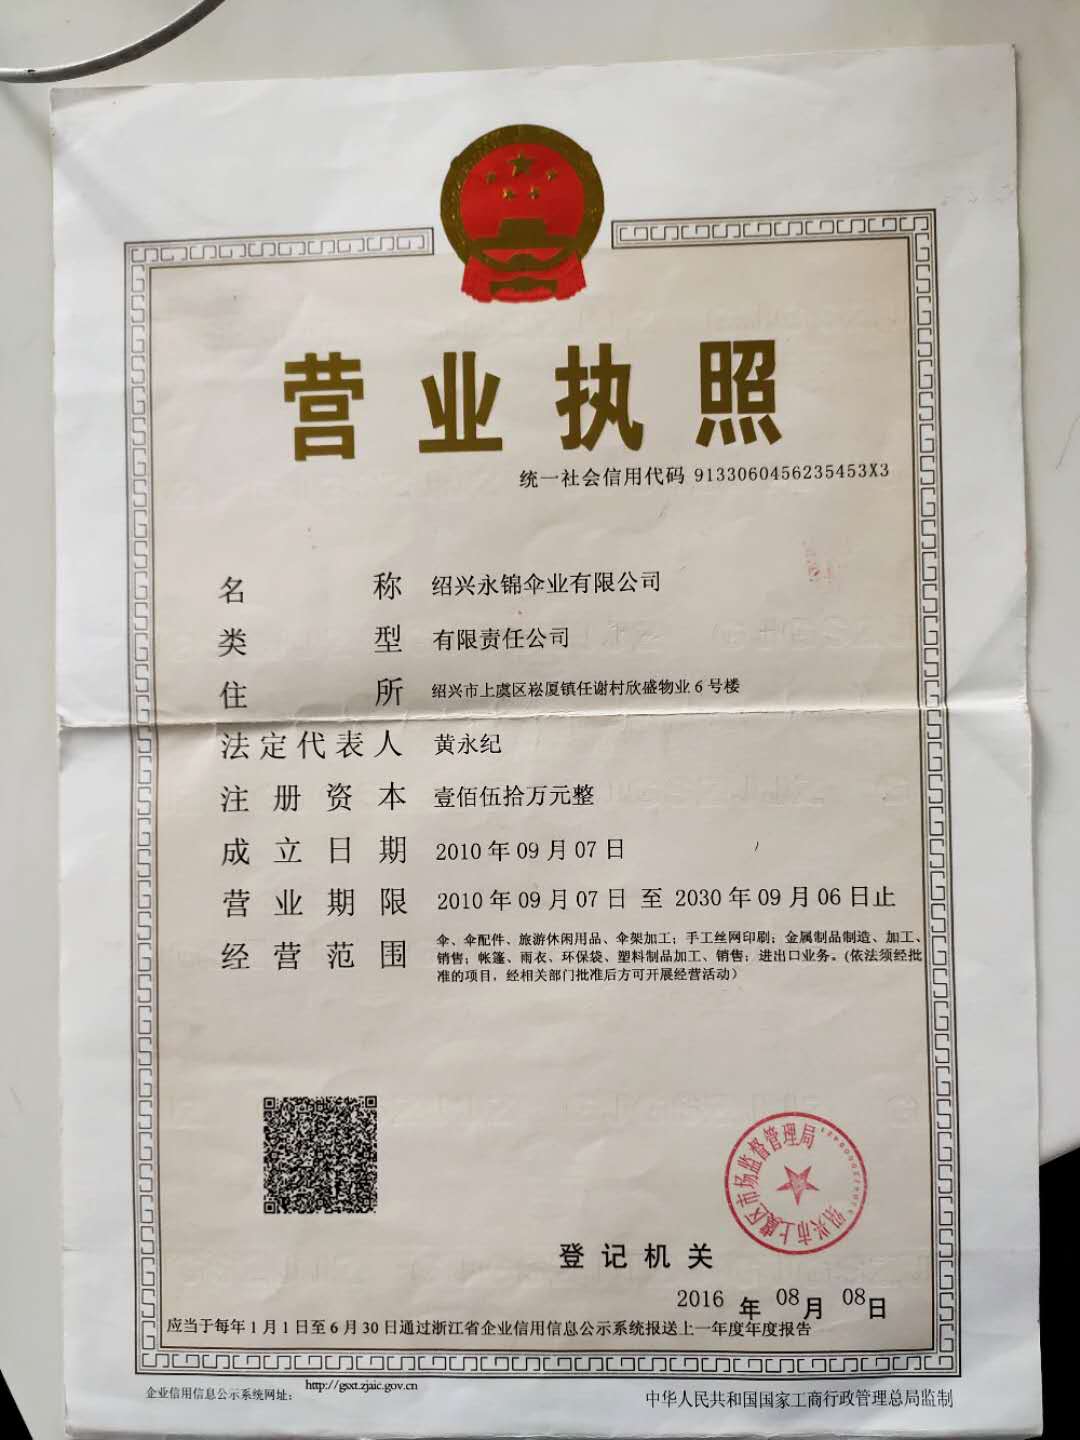 营业执照
统一社会信用代码 9133060456235453X3
名称 绍兴永锦伞业有限公司
类型 有限责任公司
住所 绍兴市上虞区崧厦镇任谢村欣盛物业6号楼
法定代表人 黄永纪
注册资本 壹佰伍拾万元整
成立日期 2010年09月07日
营业期限 2010年09月07日至2030年09月06日止
经营范围 伞、伞配件、旅游休闲用品、伞架加工；手工丝网印刷；金属制品制造、加工、
销售；帐篷、雨衣、环保袋、塑料制品加工、销售；进出口业务。(依法须经批
准的项目，经相关部门批准后方可开展经营活动）
绍兴市上虞区市场监督管理局
登记机关
2016年08月08日
应当于每年1月1日至6月30日通过浙江省企业信用信息公示系统报送上一年度年度报告
企业信用信息公示系统网址： http://gsxt.zjaic.gov.cn
中华人民共和国国家工商行政管理总局监制